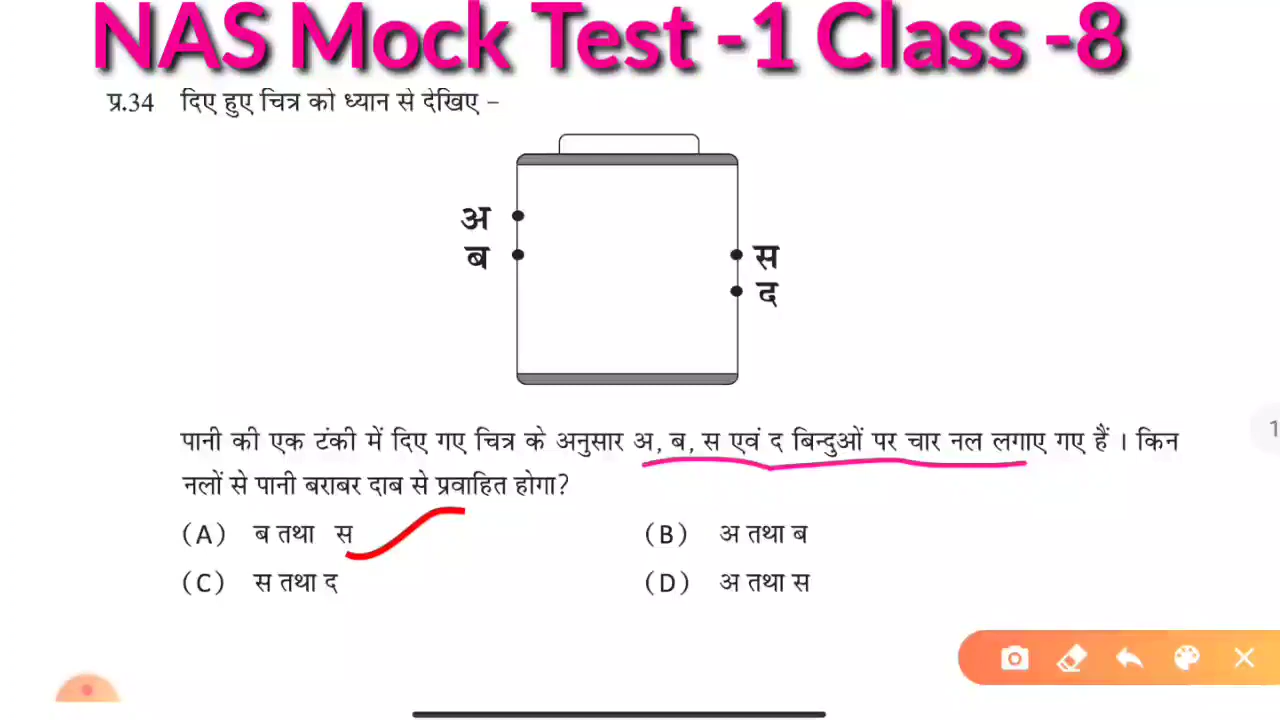 NAS Mock Test -1 Class -8
प्र.34 दिए हुए चित्र को ध्यान से देखिए –
अ
ब
स
द
पानी की एक टंकी में दिए गए चित्र के अनुसार अ, ब, स एवं द बिन्दुओं पर चार नल लगाए गए हैं । किन
नलों से पानी बराबर दाब से प्रवाहित होगा?
(A) ब तथा स
(B) अ तथा ब
(C) स तथा द
(D) अ तथा स
1